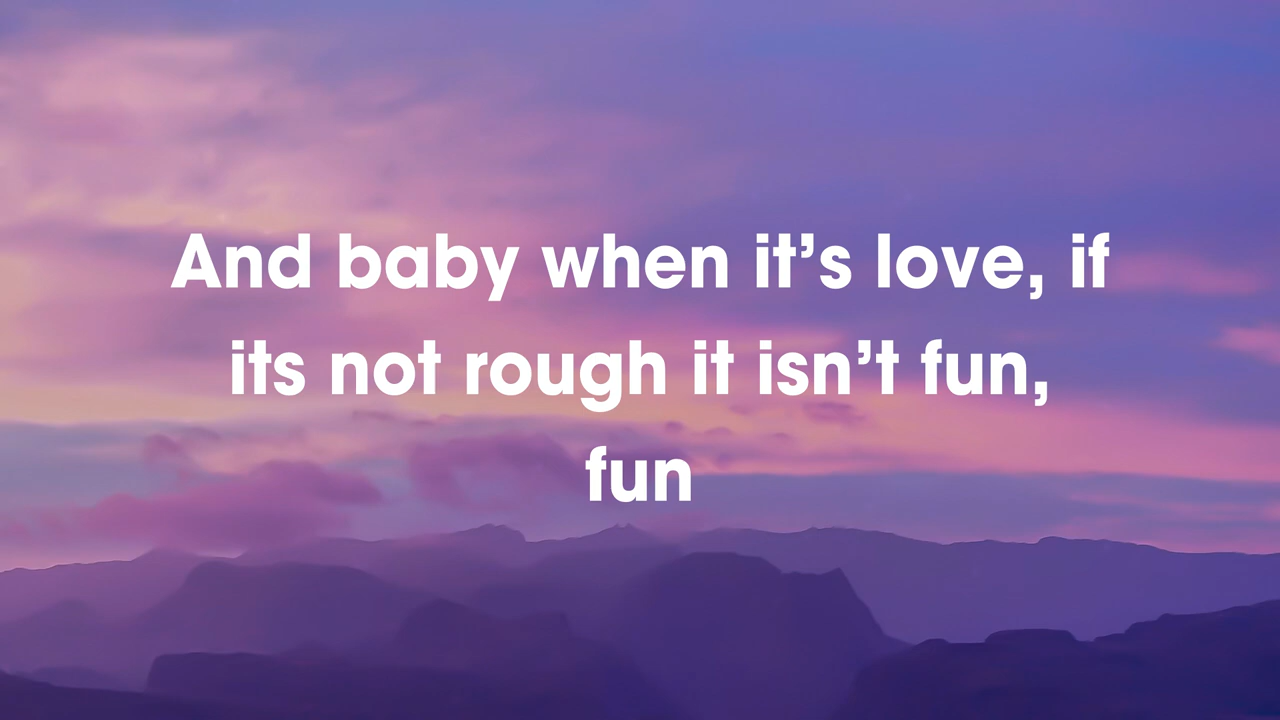 And baby when it’s love, if
its not rough it isn’t fun,
fun